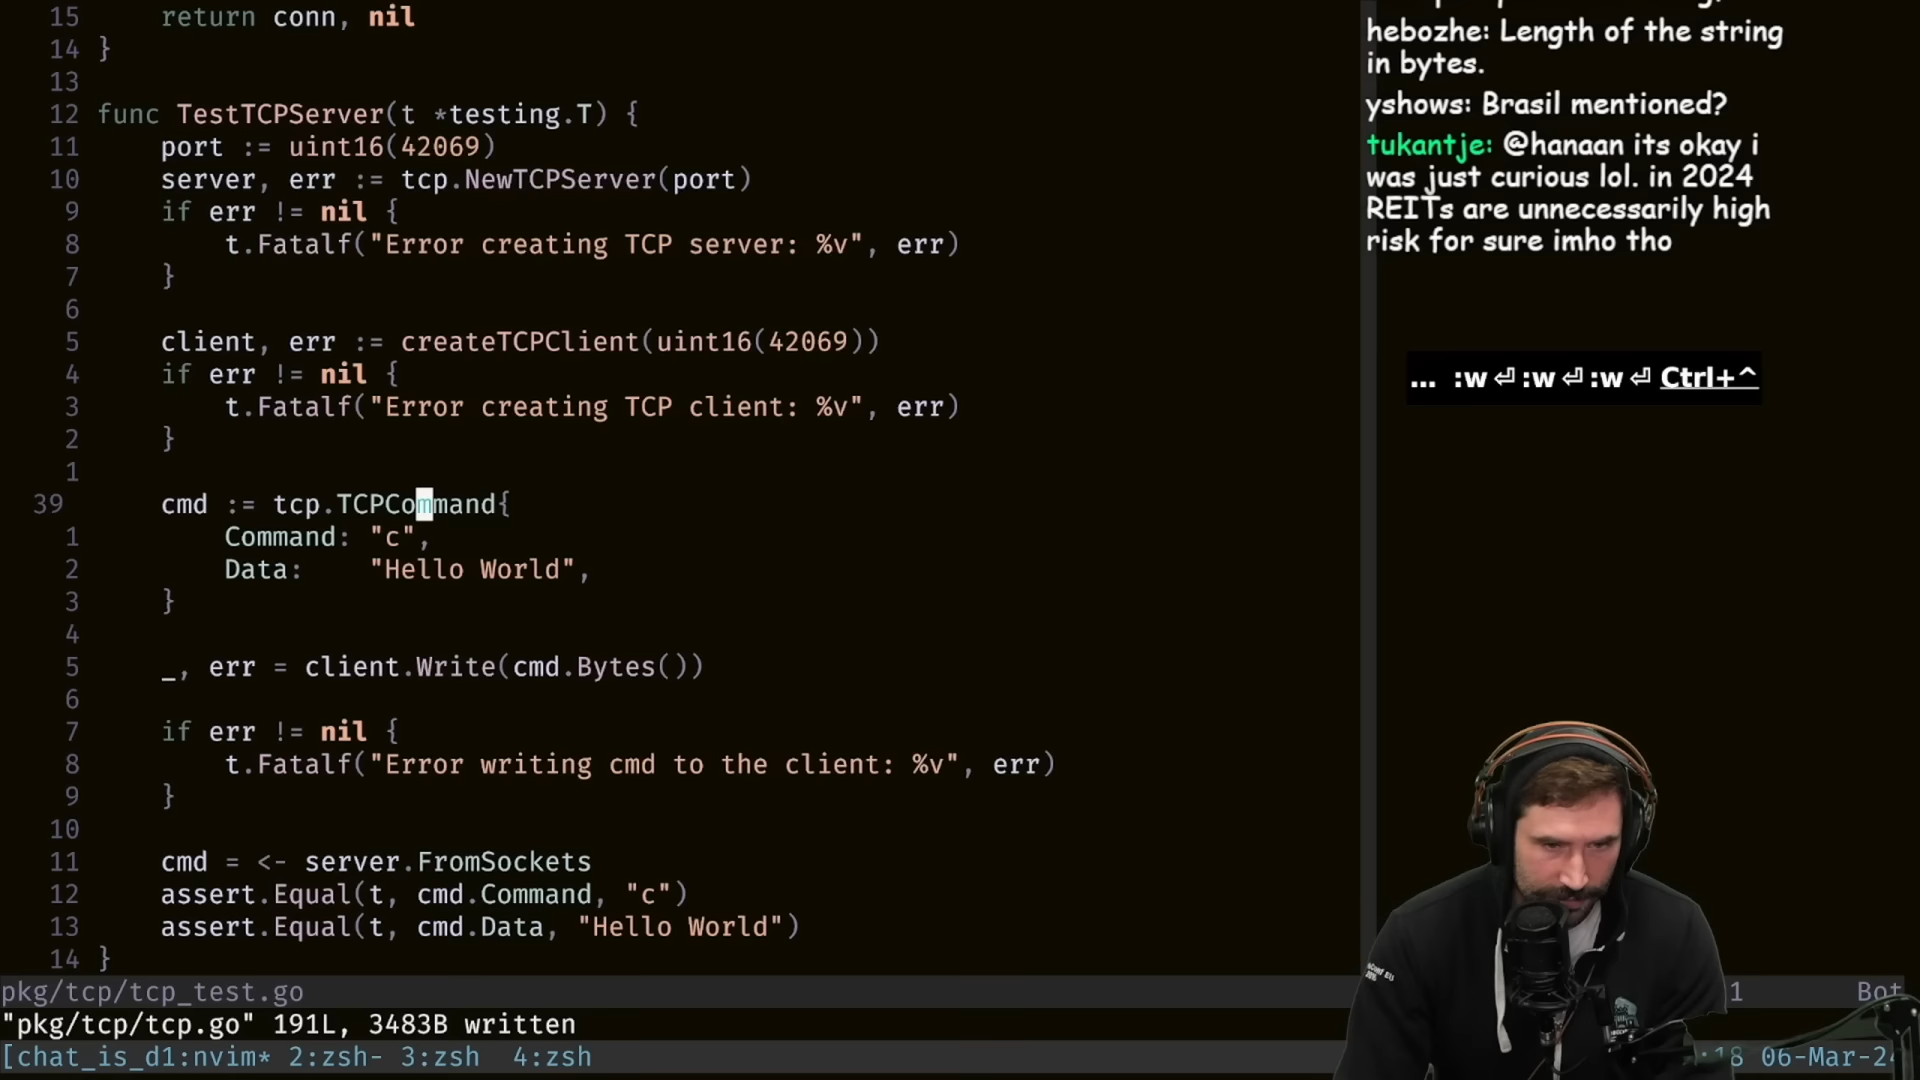 15 return conn, nil
14 }
13
12 func TestTCPServer(t *testing.T) {
11 port := uint16(42069)
10 server, err := tcp.NewTCPServer(port)
9 if err != nil {
8 t.Fatalf("Error creating TCP server: %v", err)
7 }
6
5 client, err := createTCPClient(uint16(42069))
4 if err != nil {
3 t.Fatalf("Error creating TCP client: %v", err)
2 }
1
39 cmd := tcp.TCPCommand{
1 Command: "c",
2 Data: "Hello World",
3 }
4
5 _, err = client.Write(cmd.Bytes())
6
7 if err != nil {
8 t.Fatalf("Error writing cmd to the client: %v", err)
9 }
10
11 cmd = <- server.FromSockets
12 assert.Equal(t, cmd.Command, "c")
13 assert.Equal(t, cmd.Data, "Hello World")
14 }
pkg/tcp/tcp_test.go 1 Bot
"pkg/tcp/tcp.go" 191L, 3483B written
[chat_is_d1:nvim* 2:zsh- 3:zsh 4:zsh :18 06-Mar-24
hebozhe: Length of the string
in bytes.
yshows: Brasil mentioned?
tukantje: @hanaan its okay i
was just curious lol. in 2024
REITs are unnecessarily high
risk for sure imho tho
... :w⏎:w⏎:w⏎ Ctrl+^